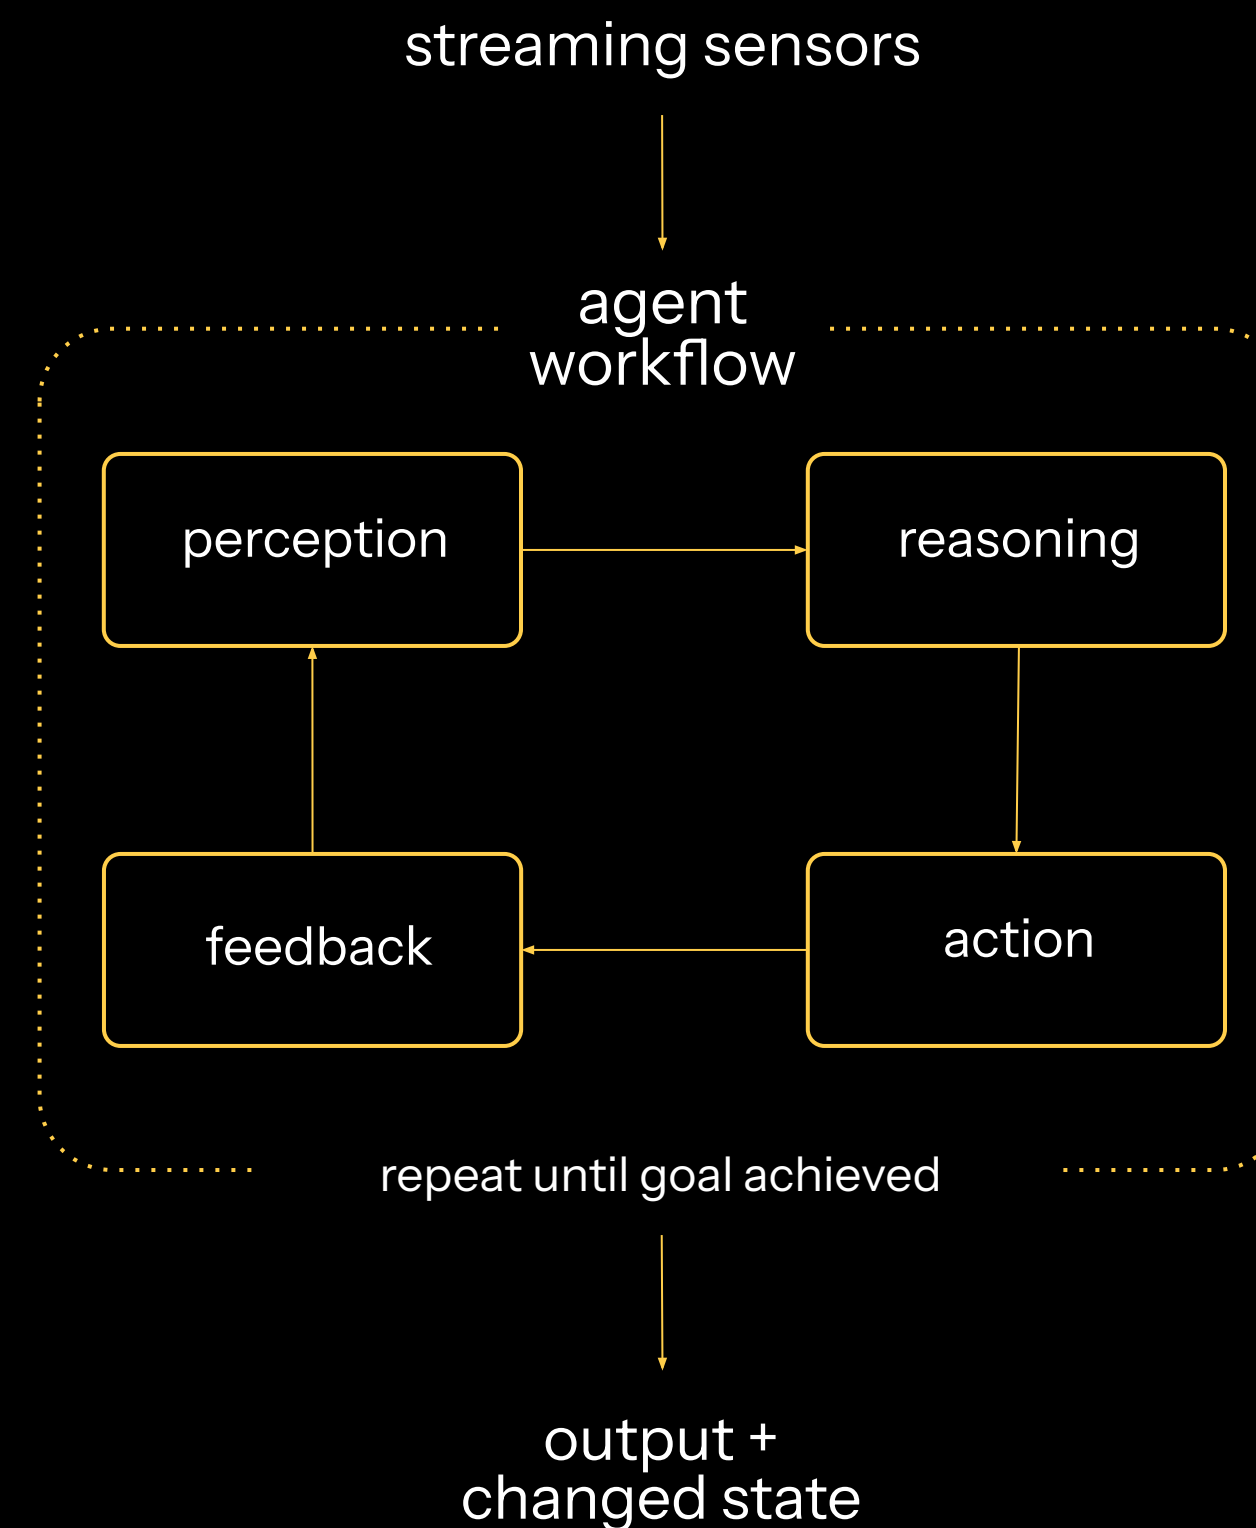 streaming sensors
agent
workflow
perception
reasoning
feedback
action
repeat until goal achieved
output +
changed state